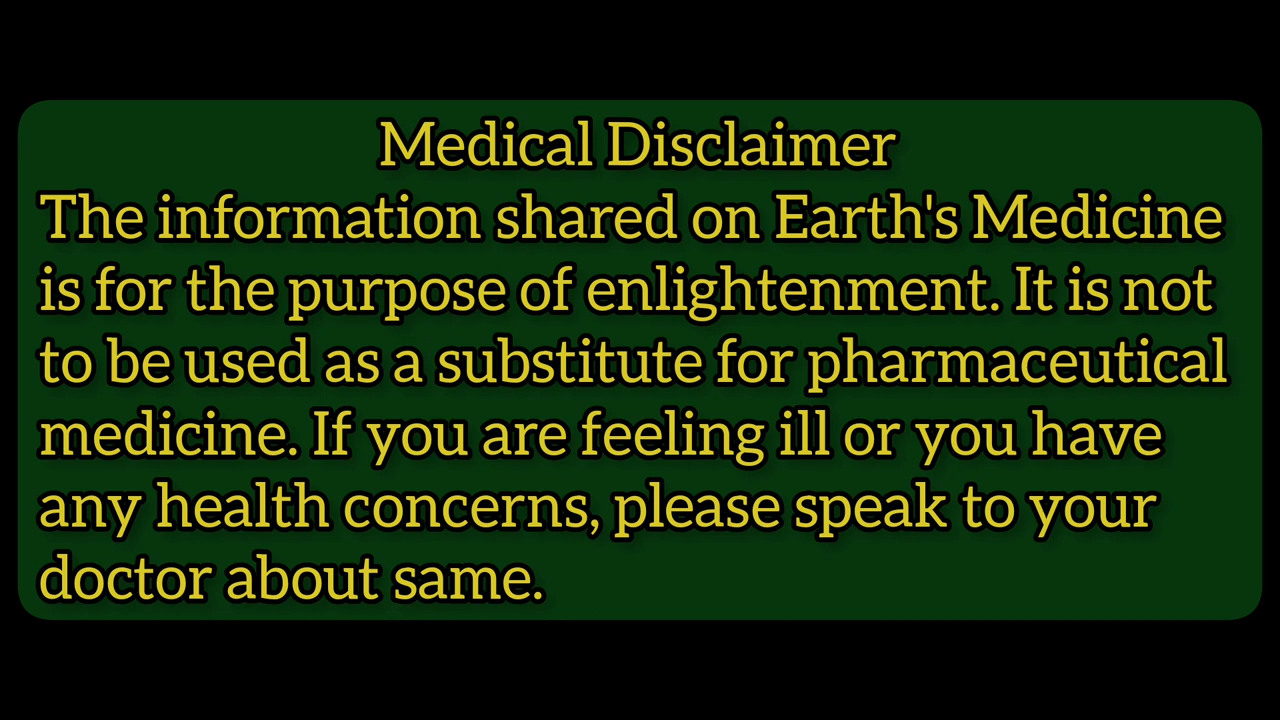 Medical Disclaimer
The information shared on Earth's Medicine
is for the purpose of enlightenment. It is not
to be used as a substitute for pharmaceutical
medicine. If you are feeling ill or you have
any health concerns, please speak to your
doctor about same.